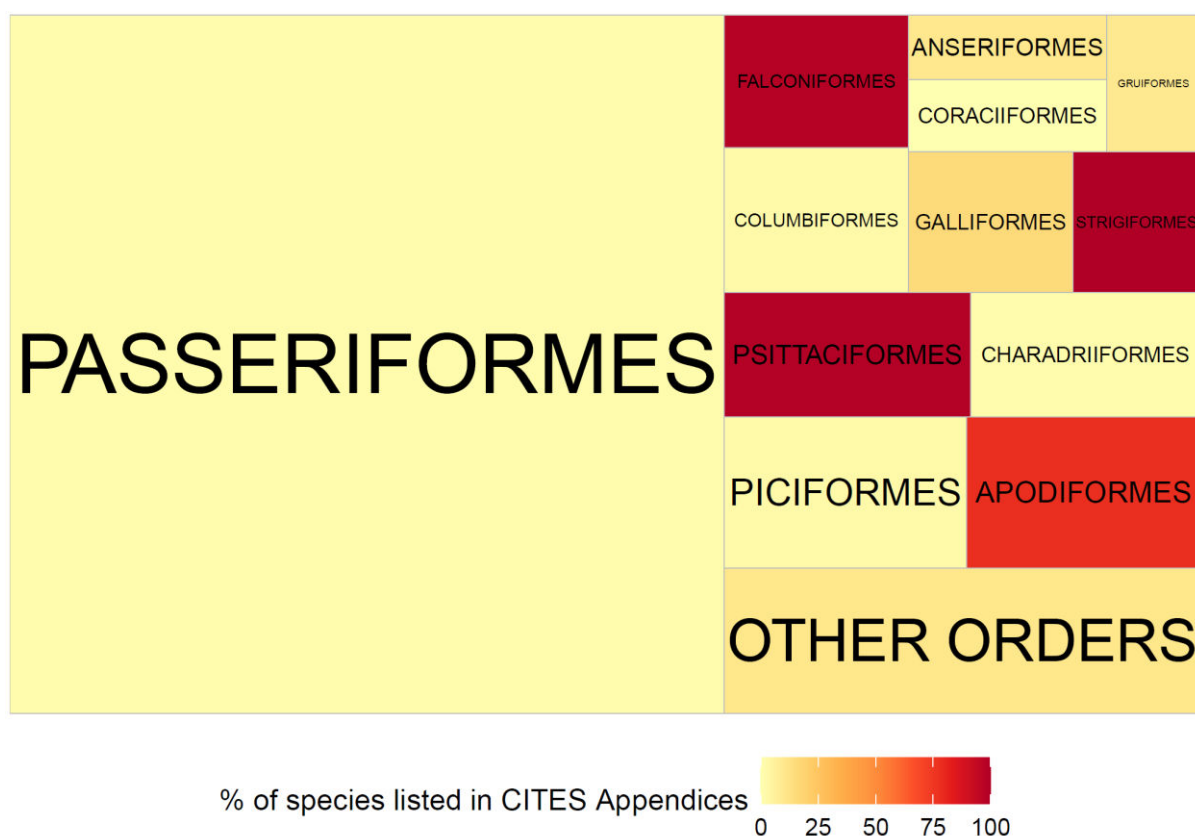 PASSERIFORMES
FALCONIFORMES
ANSERIFORMES
GRUIFORMES
CORACIIFORMES
COLUMBIFORMES
GALLIFORMES
STRIGIFORMES
PSITTACIFORMES
CHARADRIIFORMES
PICIFORMES
APODIFORMES
OTHER ORDERS
% of species listed in CITES Appendices
0 25 50 75 100